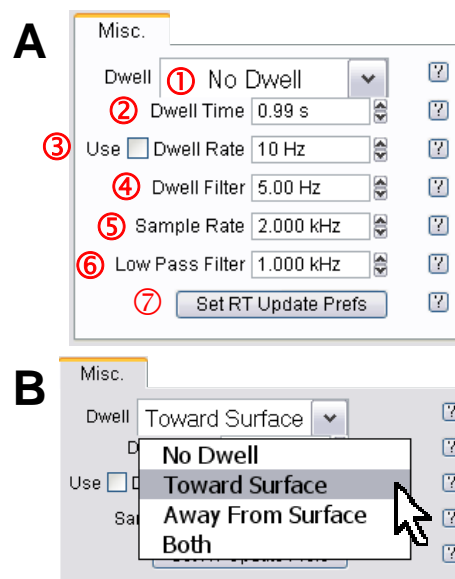 A
Misc.
Dwell ① No Dwell ?
② Dwell Time 0.99 s ?
③ Use Dwell Rate 10 Hz ?
④ Dwell Filter 5.00 Hz ?
⑤ Sample Rate 2.000 kHz ?
⑥ Low Pass Filter 1.000 kHz ?
⑦ Set RT Update Prefs ?
B
Misc.
Dwell Toward Surface ?
D
No Dwell ?
Toward Surface
Use D ?
Sa
Away From Surface ?
Both ?